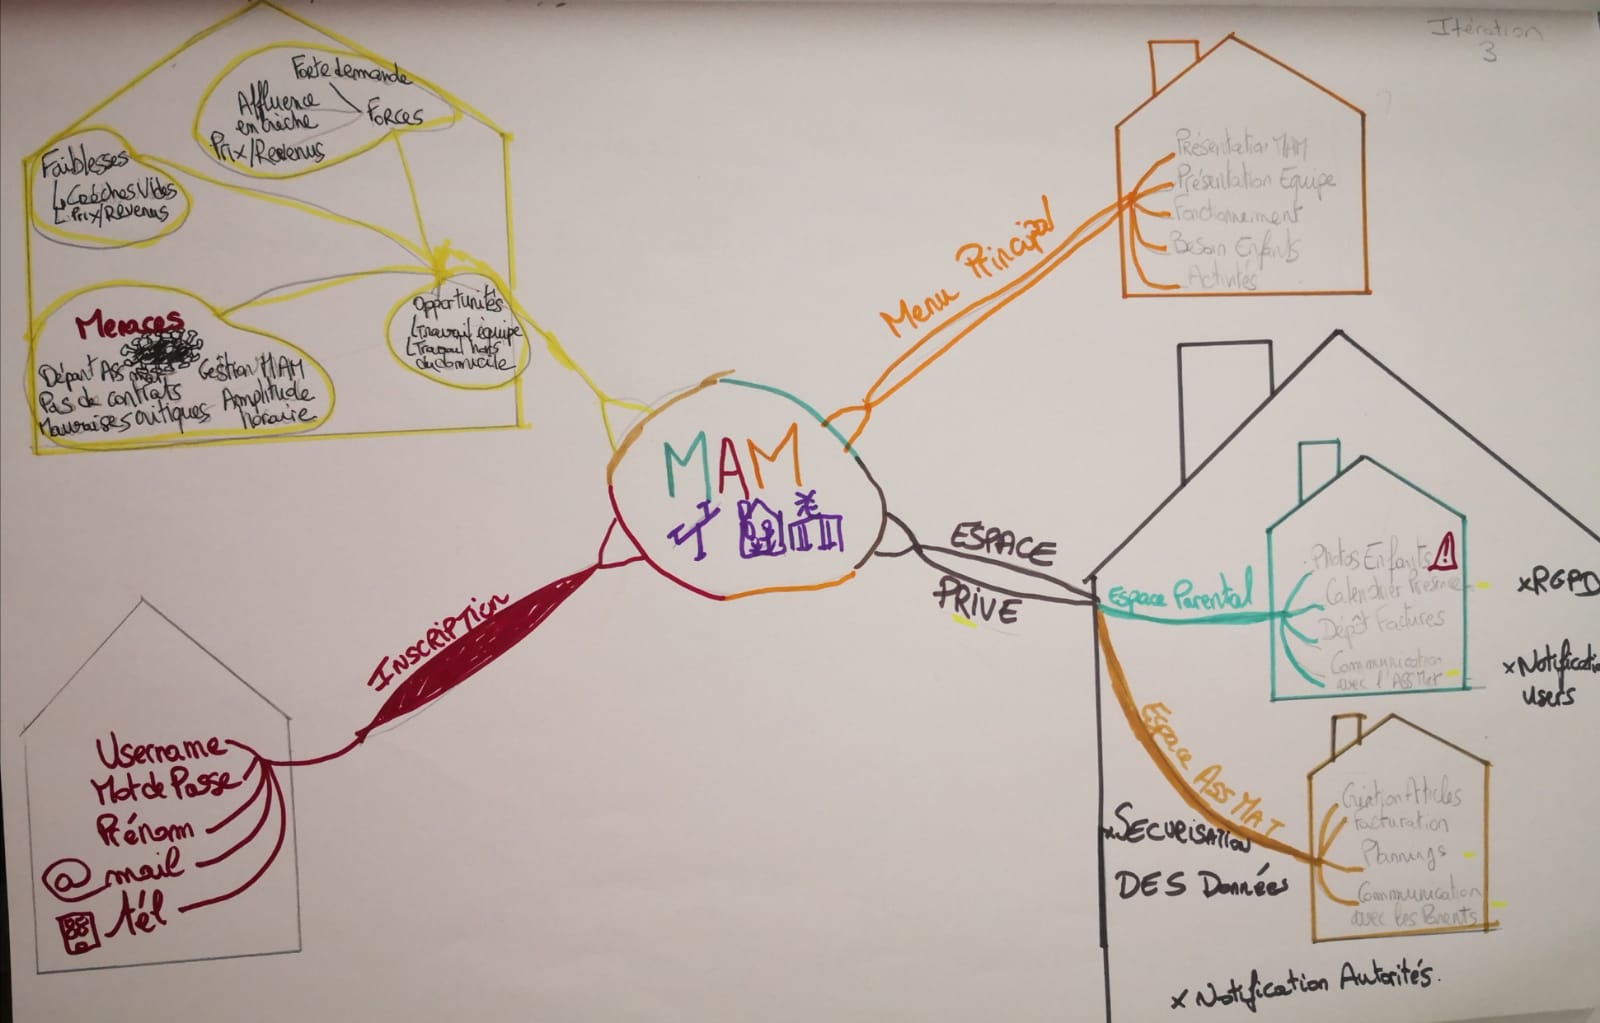 Itération
3
Forte demande
Affluence
en crèche
Forces
Prix/Revenus
Faiblesses
Crèches Vides
Prix/Revenus
Menaces
Départ Ass mat
Gestion MAM
Pas de contrats
Amplitude
horaire
Mauvaises critiques
Opportunités
Travail équipe
Travail hors
du domicile
MAM
Menu Principal
Présentation MAM
Présentation Equipe
Fonctionnement
Besoin Enfants
Activités
ESPACE
PRIVE
Espace Parental
Photos Enfants
Calendrier Présence
Dépôt Factures
Communication
avec l'AssMat
x RGPD
x Notificatio
users
Espace Ass MAT
Création Articles
Facturation
Plannings
Communication
avec les Parents
x SECURISATION
DES Données
x Notification Autorités.
INSCRIPTION
Username
Mot de Passe
Prénom
@ mail
tél